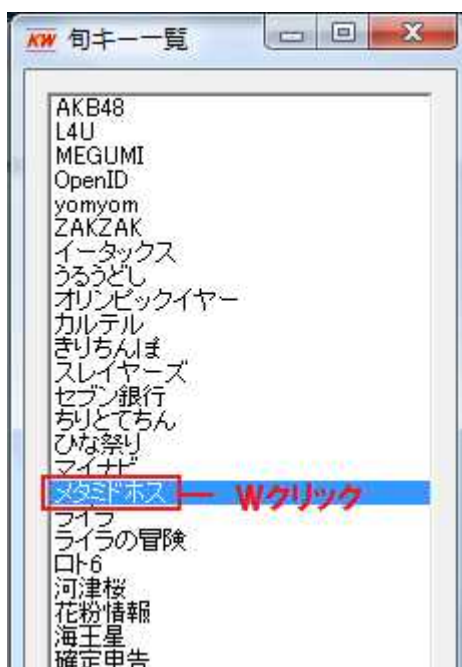 KW 旬キー一覧
AKB48
L4U
MEGUMI
OpenID
yomyom
ZAKZAK
イータックス
うるうどし
オリンピックイヤー
カルテル
きりちんぽ
スレイヤーズ
セブン銀行
ちりとてちん
ひな祭り
マイナビ
メタミドホス Wクリック
ライラ
ライラの冒険
ロト6
河津桜
花粉情報
海王星
確定申告